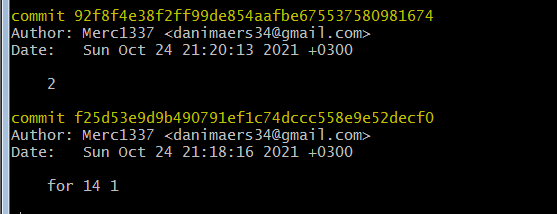 commit 92f8f4e38f2ff99de854aafbe675537580981674
Author: Merc1337 <danimaers34@gmail.com>
Date:   Sun Oct 24 21:20:13 2021 +0300
2
commit f25d53e9d9b490791ef1c74dccc558e9e52decf0
Author: Merc1337 <danimaers34@gmail.com>
Date:   Sun Oct 24 21:18:16 2021 +0300
for 14 1